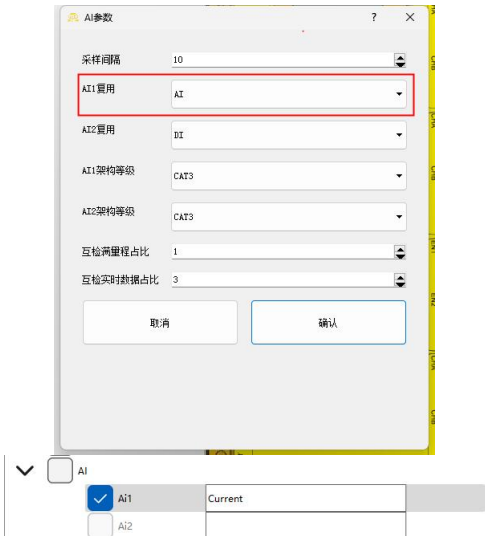 AI参数
采样间隔 10
AI1复用 AI
AI2复用 DI
AI1架构等级 CAT3
AI2架构等级 CAT3
互检满量程占比 1
互检实时数据占比 3
取消 确认
AI
Ai1 Current
Ai2